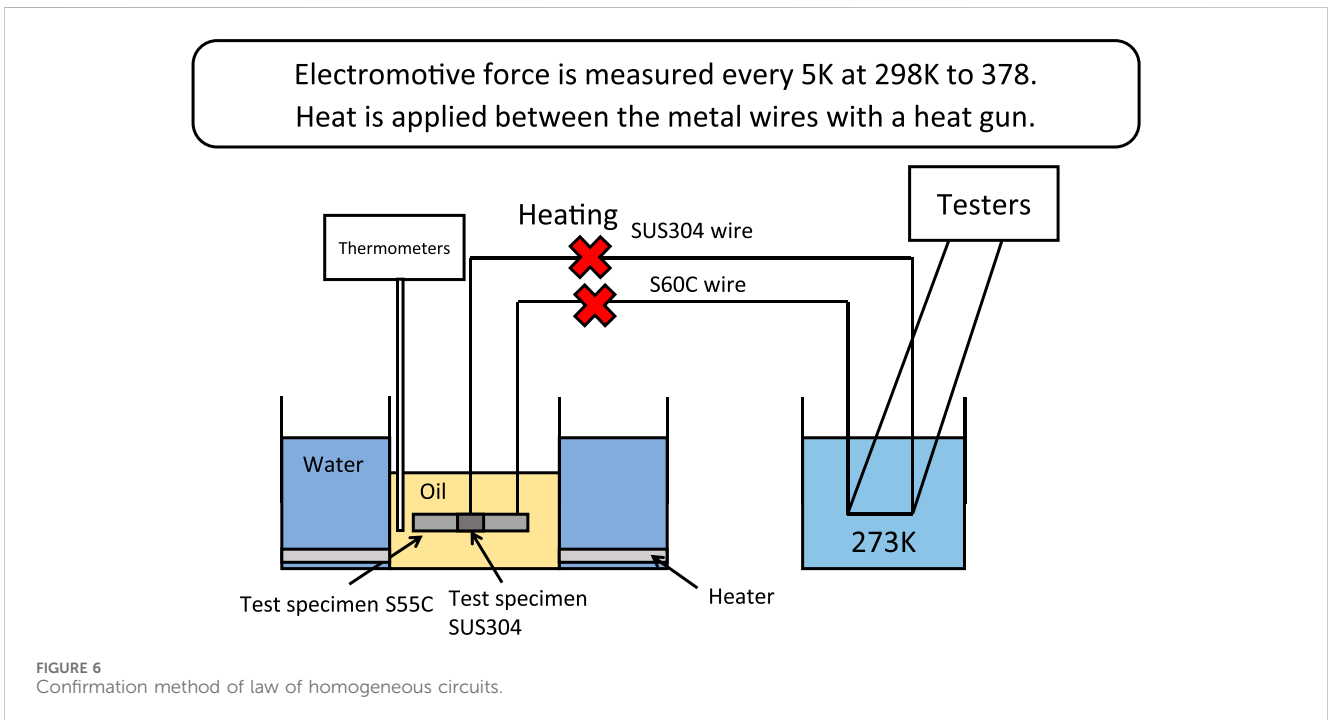 Electromotive force is measured every 5K at 298K to 378.
Heat is applied between the metal wires with a heat gun.
Testers
Heating
SUS304 wire
Thermometers
S60C wire
Water
Oil
273K
Test specimen S55C
Test specimen
SUS304
Heater
FIGURE 6
Confirmation method of law of homogeneous circuits.